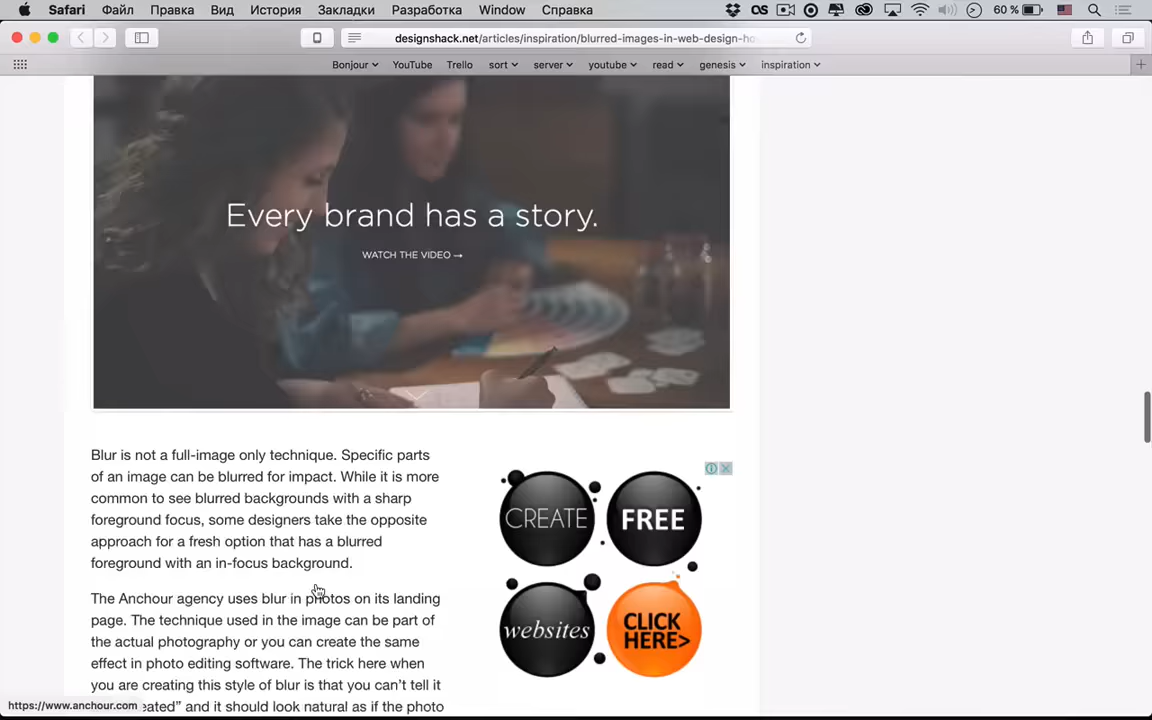 Safari Файл Правка Вид История Закладки Разработка Window Справка 60 %
designshack.net/articles/inspiration/blurred-images-in-web-design-ho
Bonjour YouTube Trello sort server youtube read genesis inspiration
Every brand has a story.
WATCH THE VIDEO →
Blur is not a full-image only technique. Specific parts
of an image can be blurred for impact. While it is more
common to see blurred backgrounds with a sharp
foreground focus, some designers take the opposite
approach for a fresh option that has a blurred
foreground with an in-focus background.
The Anchour agency uses blur in photos on its landing
page. The technique used in the image can be part of
the actual photography or you can create the same
effect in photo editing software. The trick here when
you are creating this style of blur is that you can’t tell it
eated” and it should look natural as if the photo
CREATE FREE
websites CLICK
HERE>
https://www.anchour.com